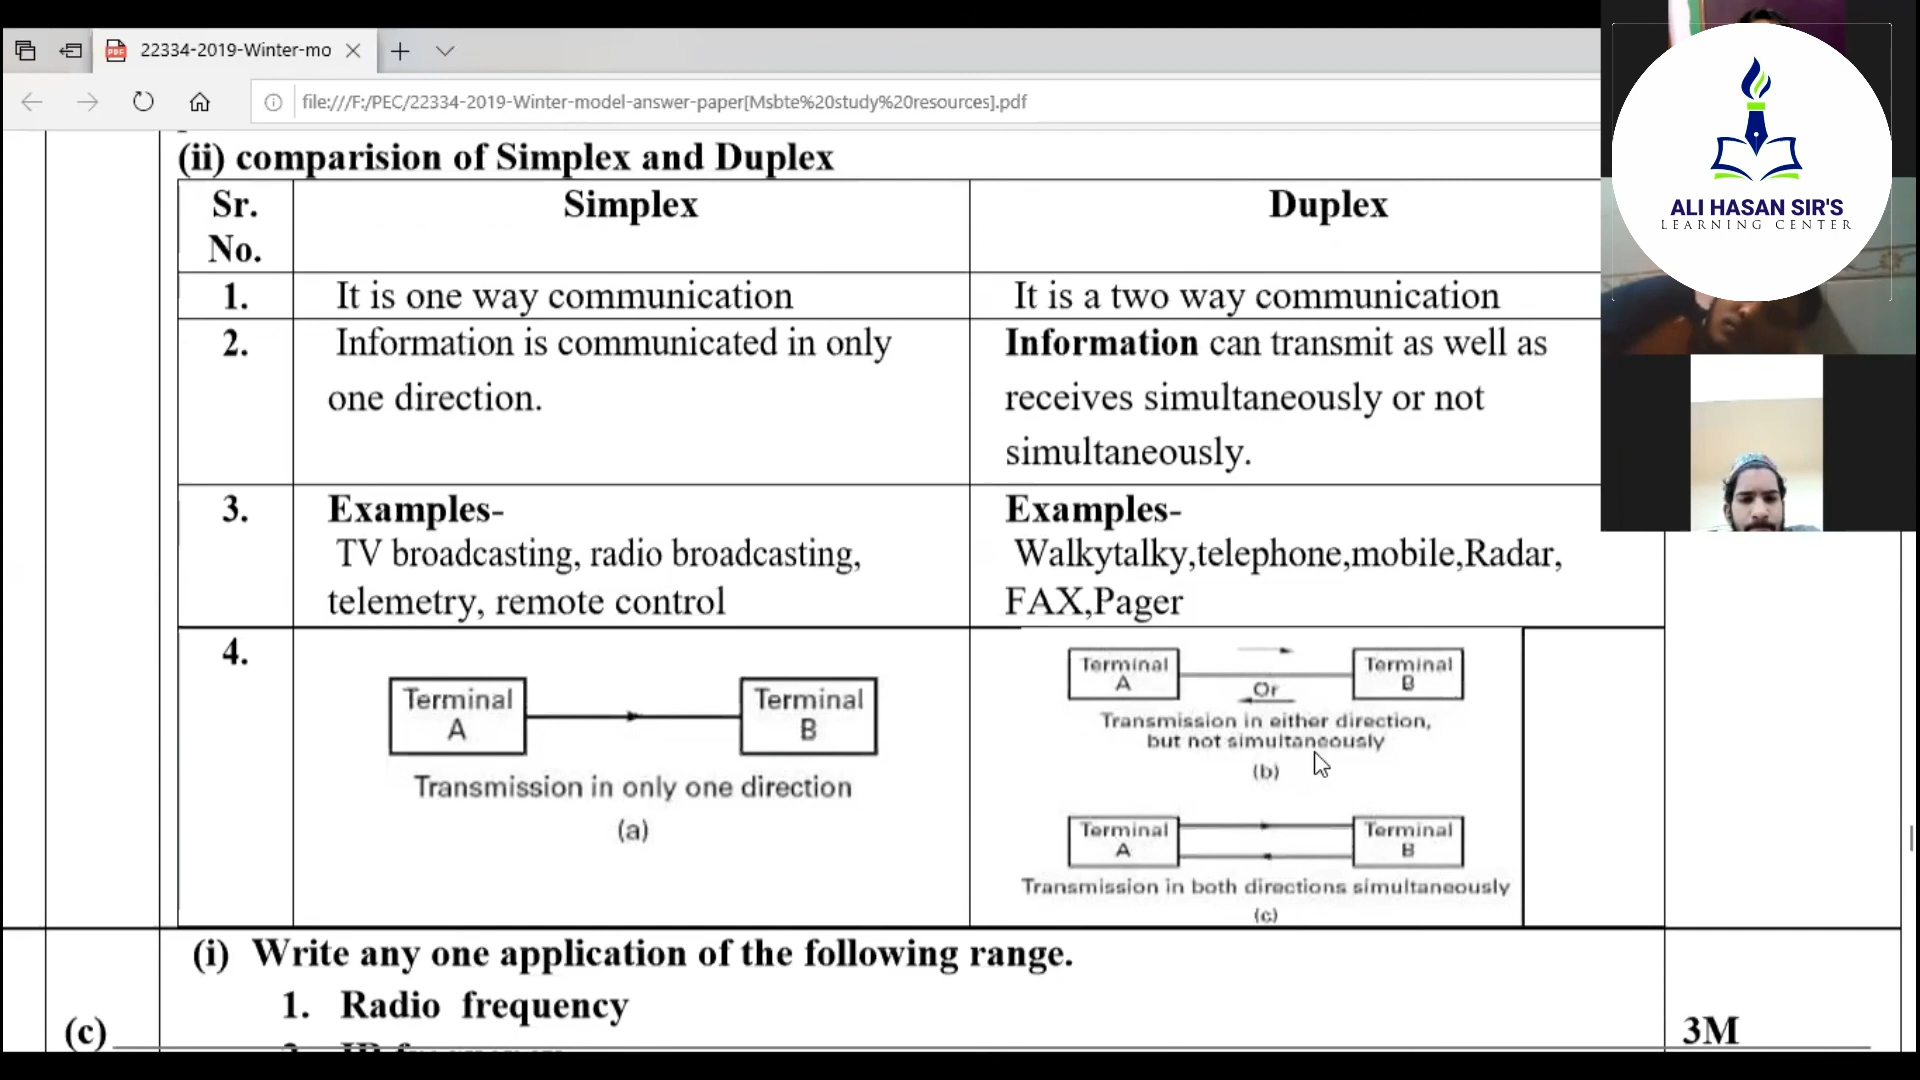 22334-2019-Winter-mo
file:///F:/PEC/22334-2019-Winter-model-answer-paper[Msbte%20study%20resources].pdf
ALI HASAN SIR'S
LEARNING CENTER
(ii) comparision of Simplex and Duplex
Sr.
No.
Simplex
Duplex
1.
It is one way communication
It is a two way communication
2.
Information is communicated in only
one direction.
Information can transmit as well as
receives simultaneously or not
simultaneously.
3.
Examples-
TV broadcasting, radio broadcasting,
telemetry, remote control
Examples-
Walkytalky,telephone,mobile,Radar,
FAX,Pager
4.
Terminal
A
Terminal
B
Transmission in only one direction
(a)
Terminal
A
Or
Terminal
B
Transmission in either direction,
but not simultaneously
(b)
Terminal
A
Terminal
B
Transmission in both directions simultaneously
(c)
(c)
(i) Write any one application of the following range.
1. Radio frequency
3M